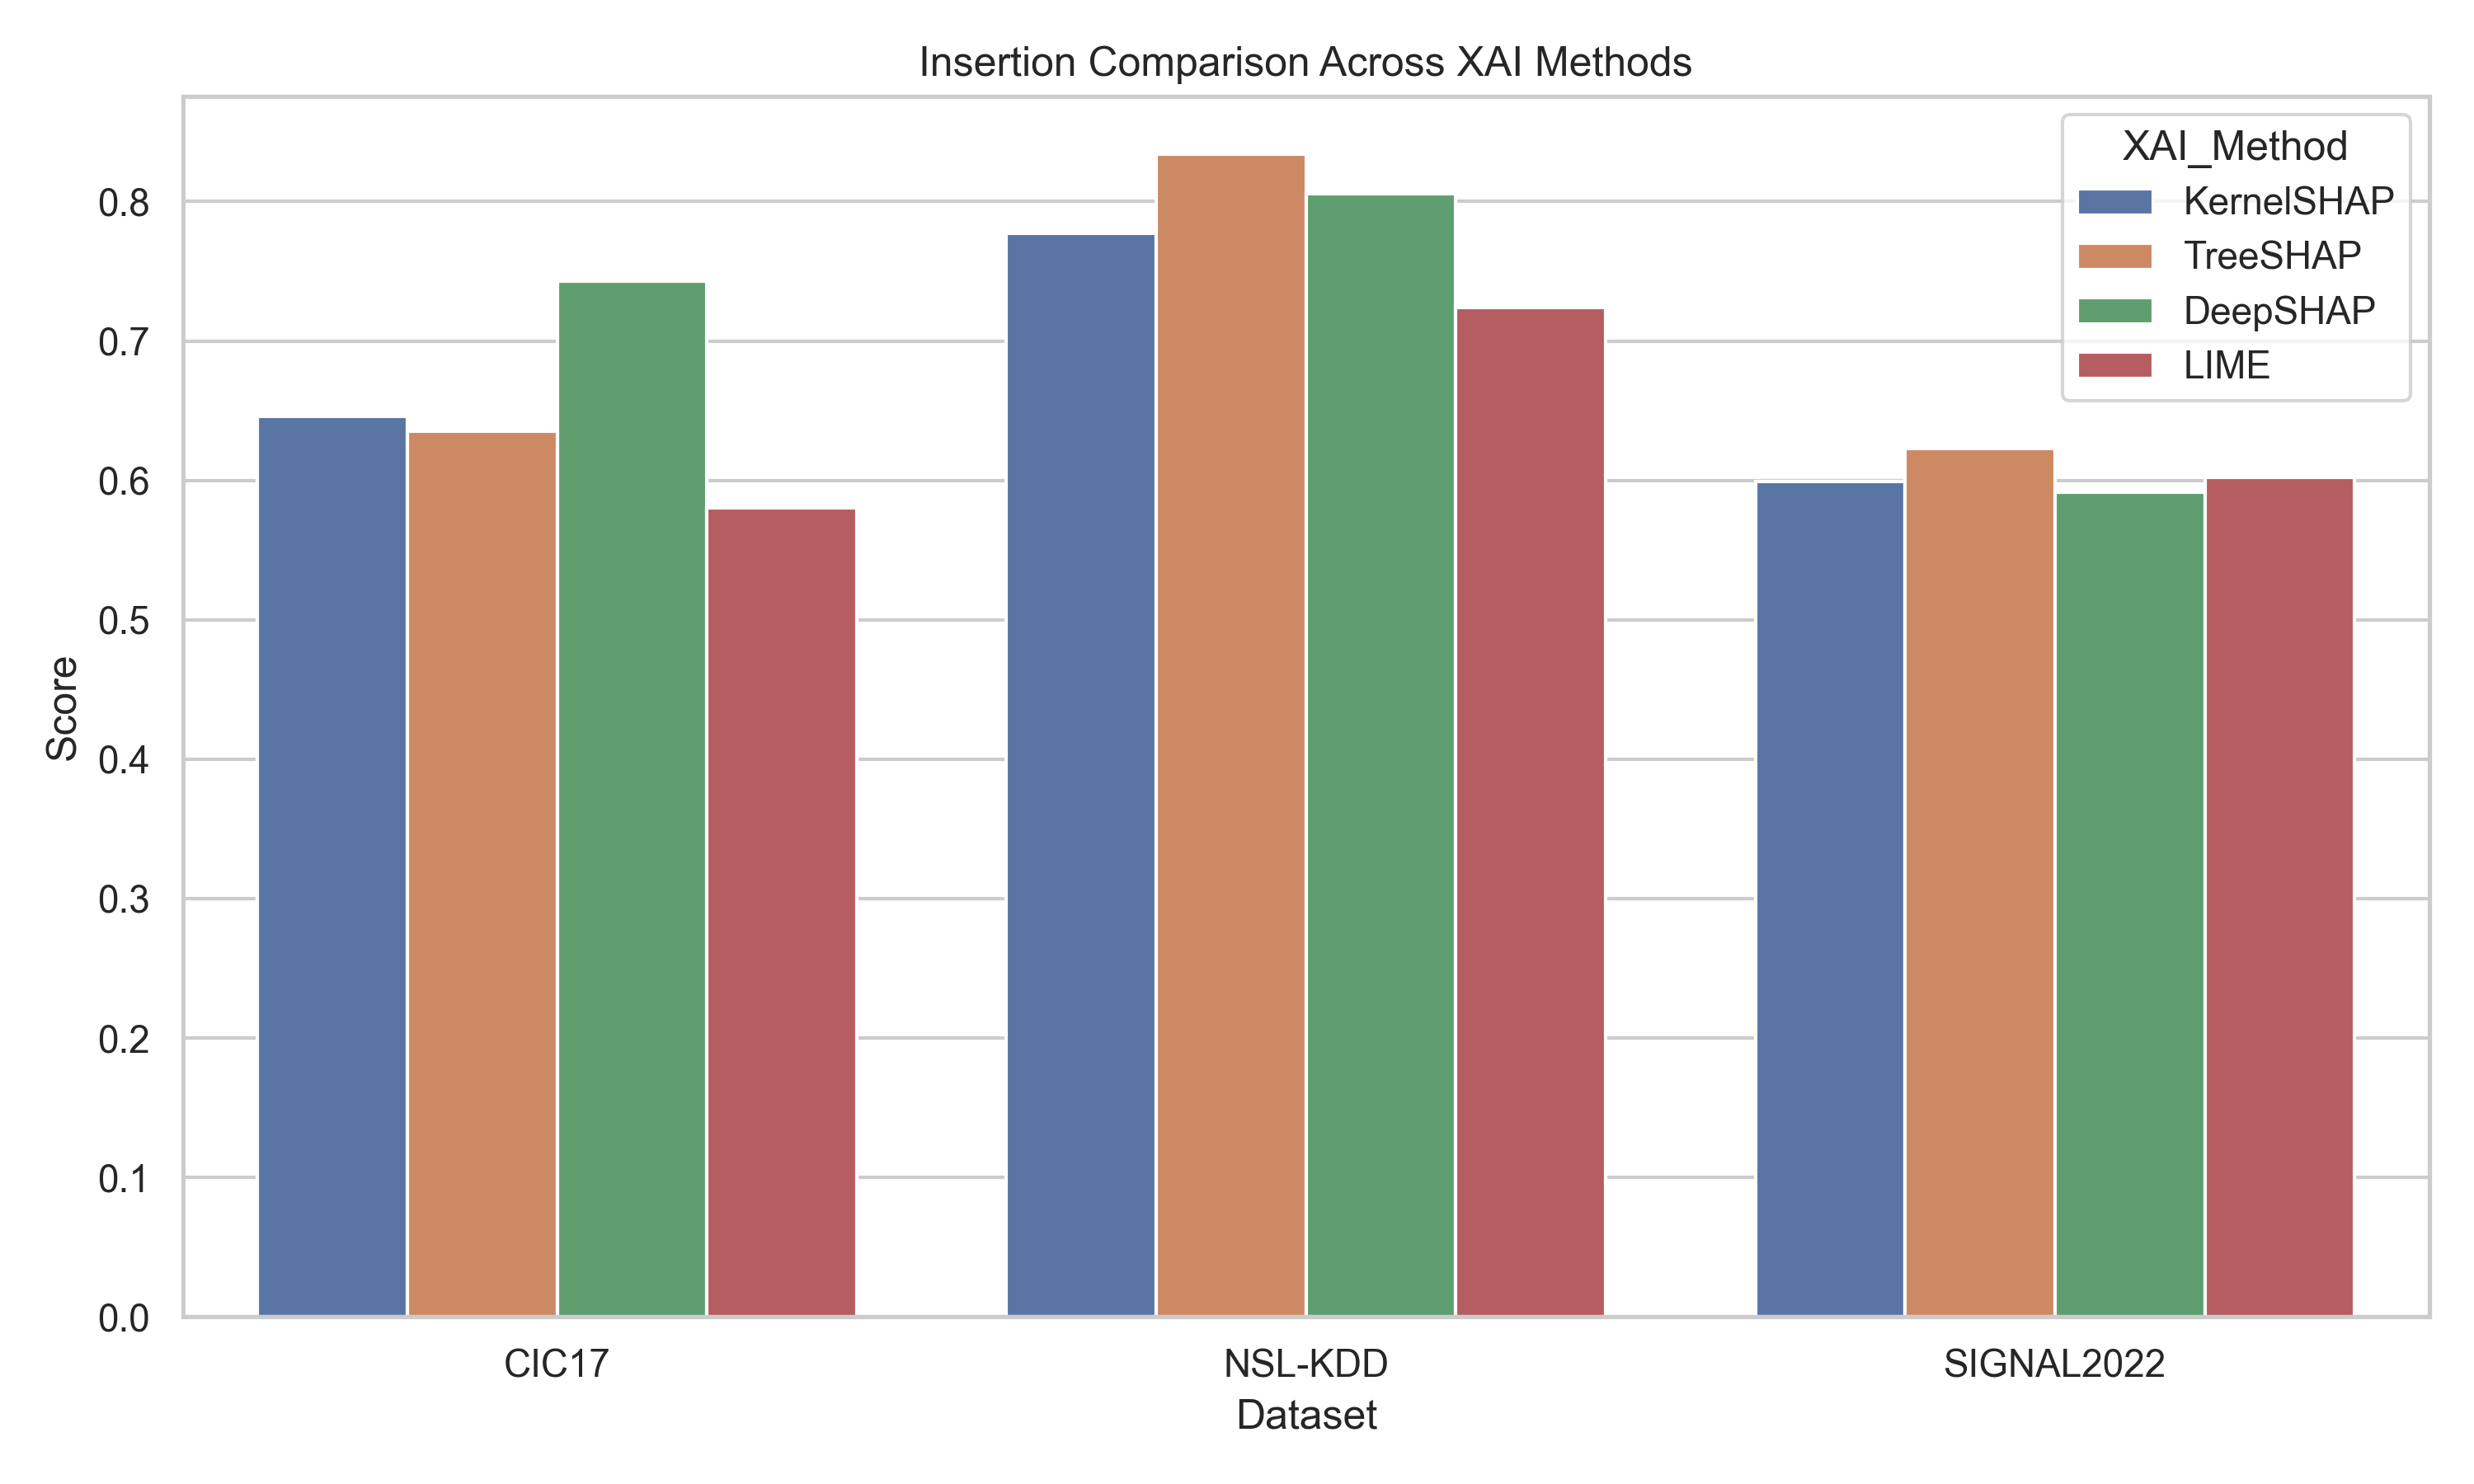 Insertion Comparison Across XAI Methods
XAI_Method
KernelSHAP
TreeSHAP
DeepSHAP
LIME
0.8
0.7
0.6
0.5
0.4
0.3
0.2
0.1
0.0
Score
CIC17
NSL-KDD
SIGNAL2022
Dataset